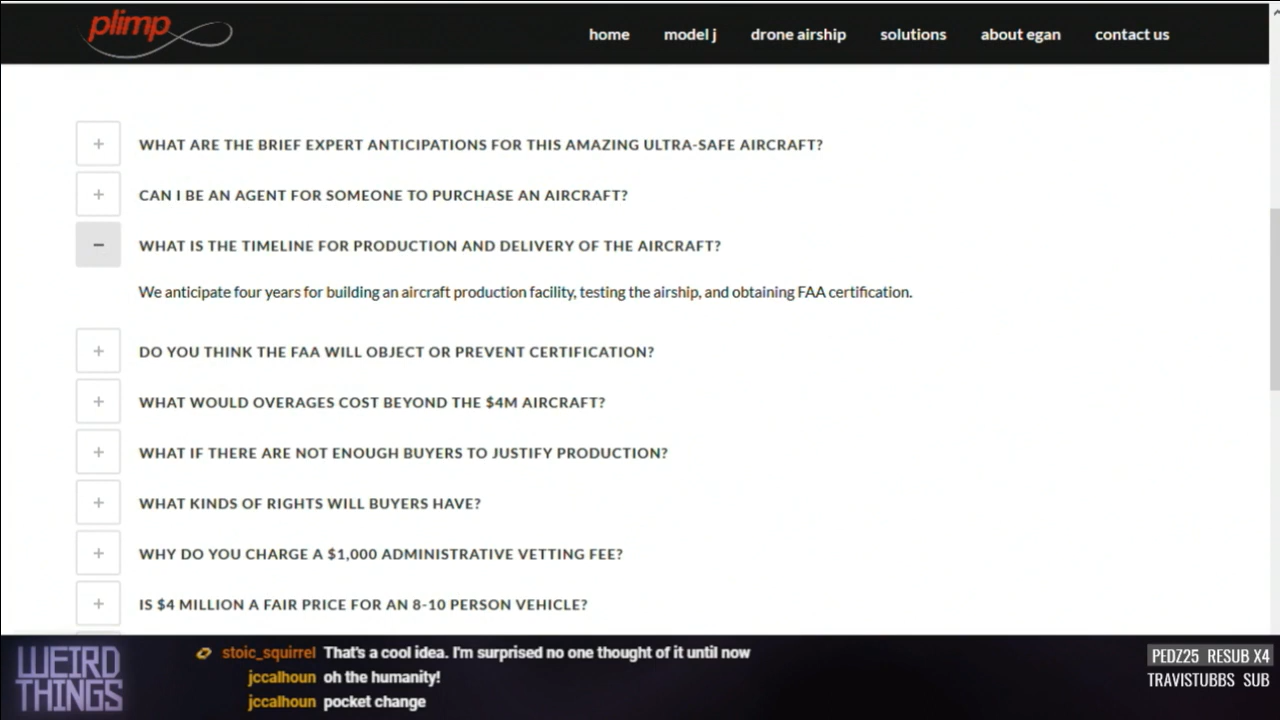 plimp
home model j drone airship solutions about egan contact us
+ WHAT ARE THE BRIEF EXPERT ANTICIPATIONS FOR THIS AMAZING ULTRA-SAFE AIRCRAFT?
+ CAN I BE AN AGENT FOR SOMEONE TO PURCHASE AN AIRCRAFT?
− WHAT IS THE TIMELINE FOR PRODUCTION AND DELIVERY OF THE AIRCRAFT?
We anticipate four years for building an aircraft production facility, testing the airship, and obtaining FAA certification.
+ DO YOU THINK THE FAA WILL OBJECT OR PREVENT CERTIFICATION?
+ WHAT WOULD OVERAGES COST BEYOND THE $4M AIRCRAFT?
+ WHAT IF THERE ARE NOT ENOUGH BUYERS TO JUSTIFY PRODUCTION?
+ WHAT KINDS OF RIGHTS WILL BUYERS HAVE?
+ WHY DO YOU CHARGE A $1,000 ADMINISTRATIVE VETTING FEE?
+ IS $4 MILLION A FAIR PRICE FOR AN 8-10 PERSON VEHICLE?
WEIRD
THINGS
stoic_squirrel That's a cool idea. I'm surprised no one thought of it until now
jccalhoun oh the humanity!
jccalhoun pocket change
PEDZ25 RESUB X4
TRAVISTUBBS SUB